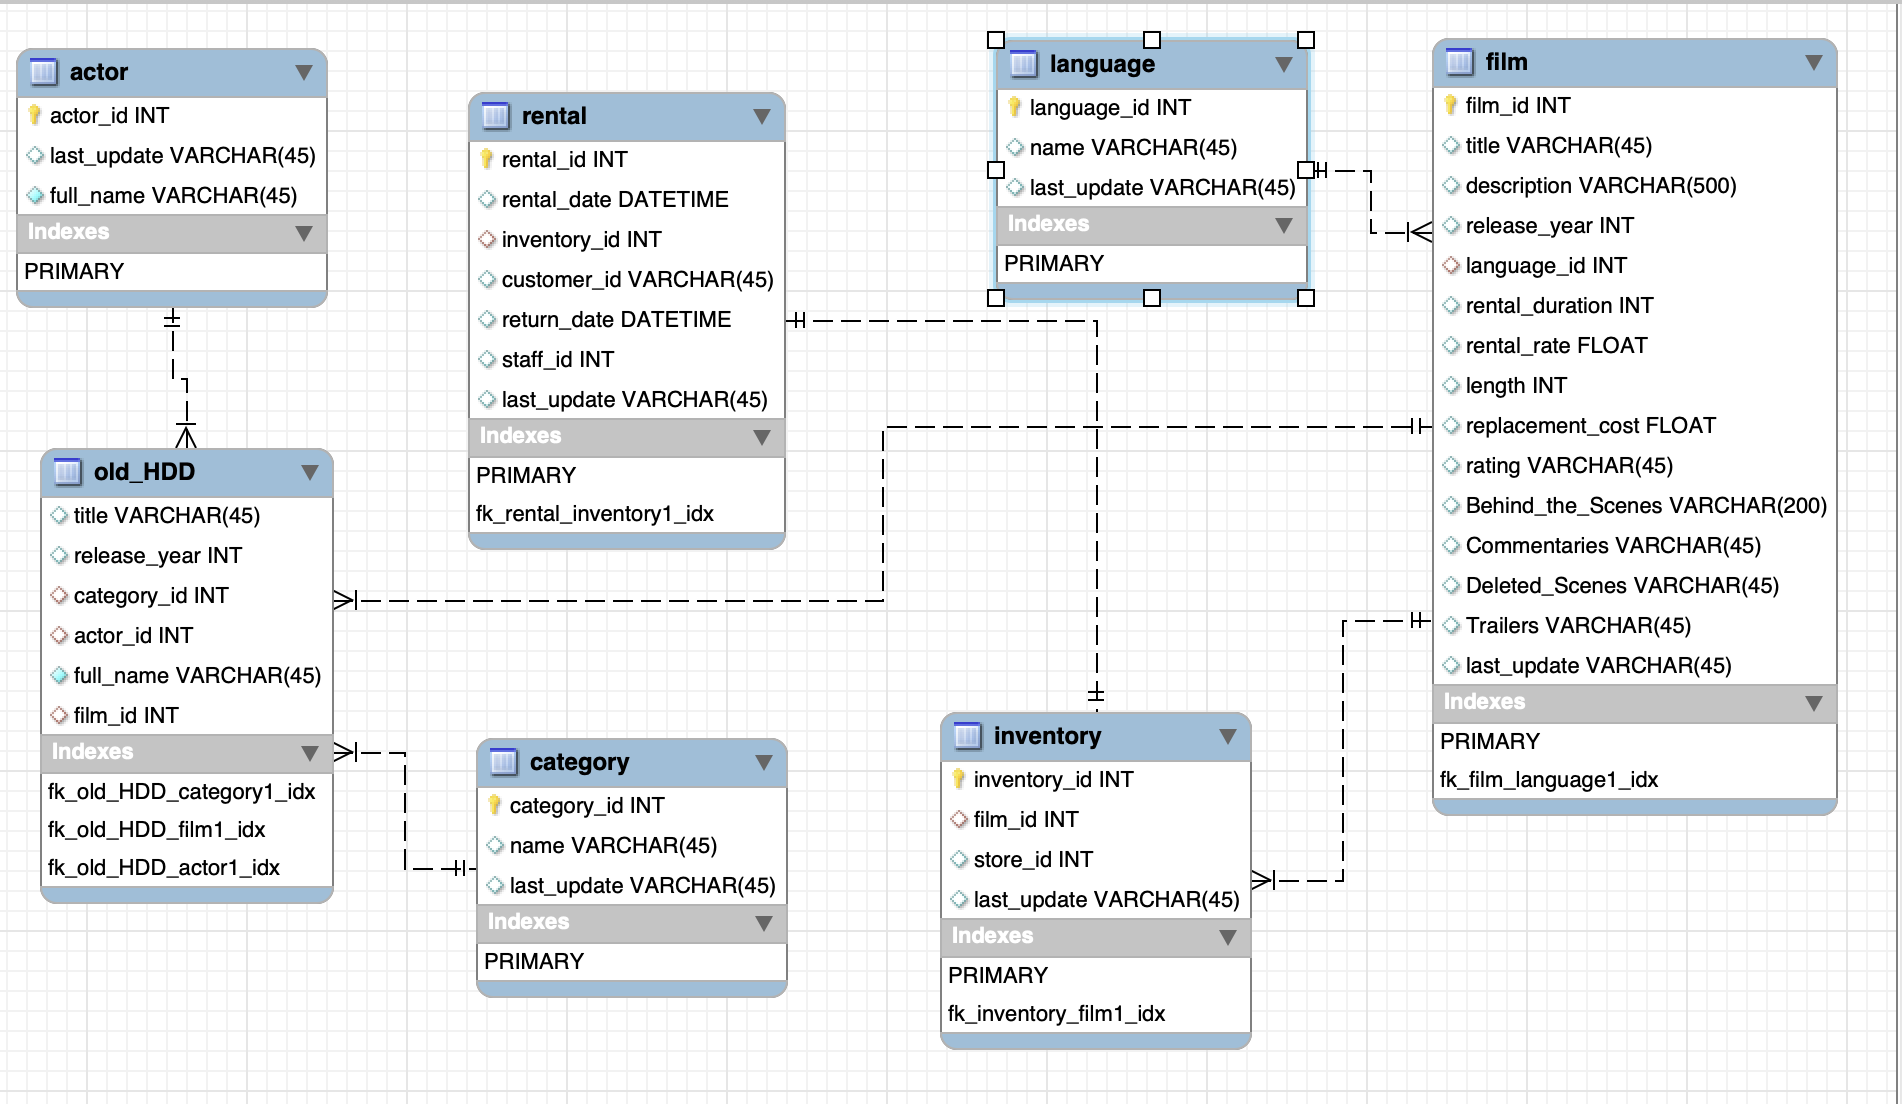 actor
actor_id INT
last_update VARCHAR(45)
full_name VARCHAR(45)
Indexes
PRIMARY
rental
rental_id INT
rental_date DATETIME
inventory_id INT
customer_id VARCHAR(45)
return_date DATETIME
staff_id INT
last_update VARCHAR(45)
Indexes
PRIMARY
fk_rental_inventory1_idx
language
language_id INT
name VARCHAR(45)
last_update VARCHAR(45)
Indexes
PRIMARY
film
film_id INT
title VARCHAR(45)
description VARCHAR(500)
release_year INT
language_id INT
rental_duration INT
rental_rate FLOAT
length INT
replacement_cost FLOAT
rating VARCHAR(45)
Behind_the_Scenes VARCHAR(200)
Commentaries VARCHAR(45)
Deleted_Scenes VARCHAR(45)
Trailers VARCHAR(45)
last_update VARCHAR(45)
Indexes
PRIMARY
fk_film_language1_idx
old_HDD
title VARCHAR(45)
release_year INT
category_id INT
actor_id INT
full_name VARCHAR(45)
film_id INT
Indexes
fk_old_HDD_category1_idx
fk_old_HDD_film1_idx
fk_old_HDD_actor1_idx
category
category_id INT
name VARCHAR(45)
last_update VARCHAR(45)
Indexes
PRIMARY
inventory
inventory_id INT
film_id INT
store_id INT
last_update VARCHAR(45)
Indexes
PRIMARY
fk_inventory_film1_idx